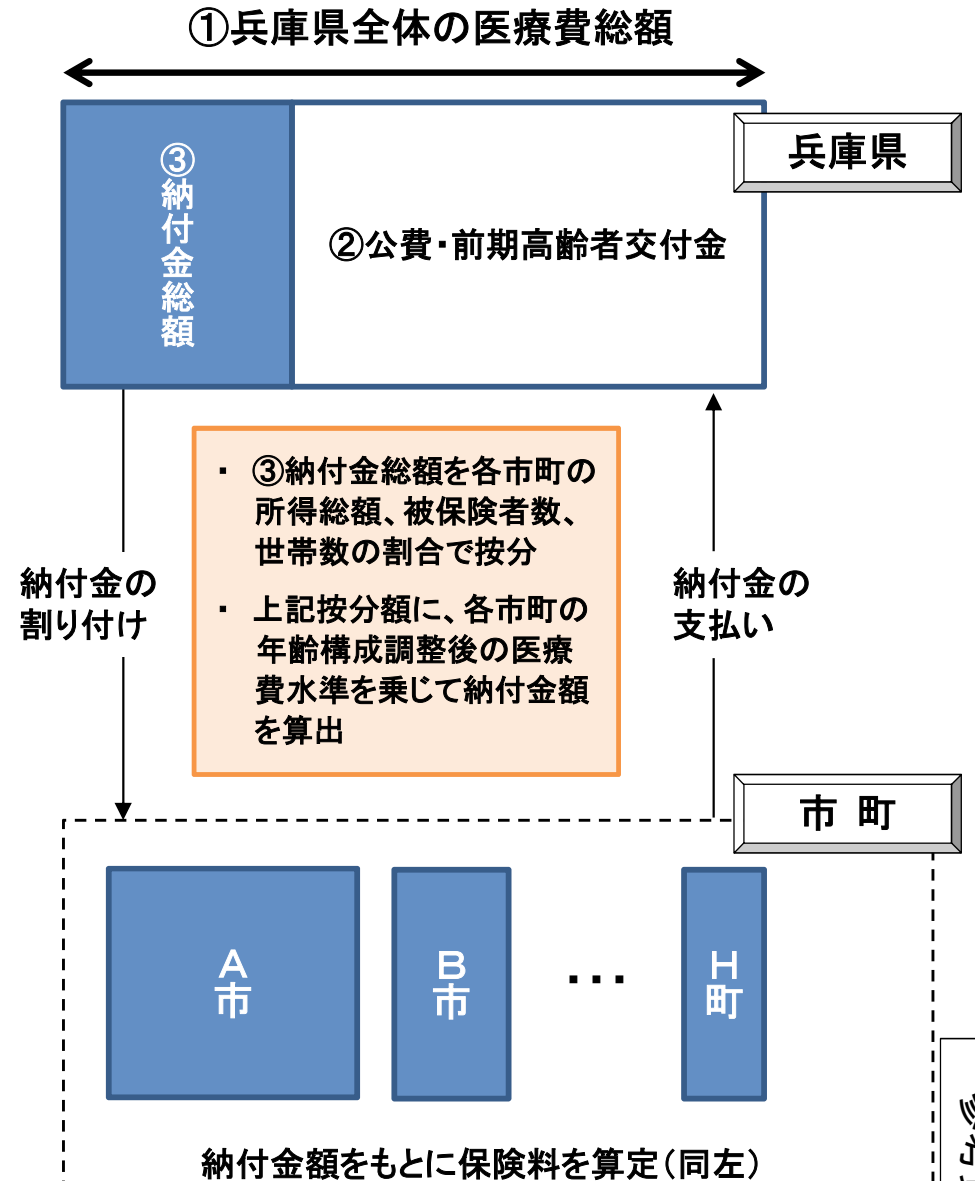 ①兵庫県全体の医療費総額
兵庫県
③納付金総額
②公費・前期高齢者交付金
・ ③納付金総額を各市町の
所得総額、被保険者数、
世帯数の割合で按分
・ 上記按分額に、各市町の
年齢構成調整後の医療
費水準を乗じて納付金額
を算出
納付金の
割り付け
納付金の
支払い
市 町
A市
B市
・・・
H町
納付金額をもとに保険料を算定(同左)